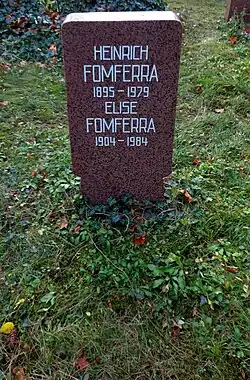 HEINRICH
FOMFERRA
1895 – 1979
ELISE
FOMFERRA
1904 – 1984